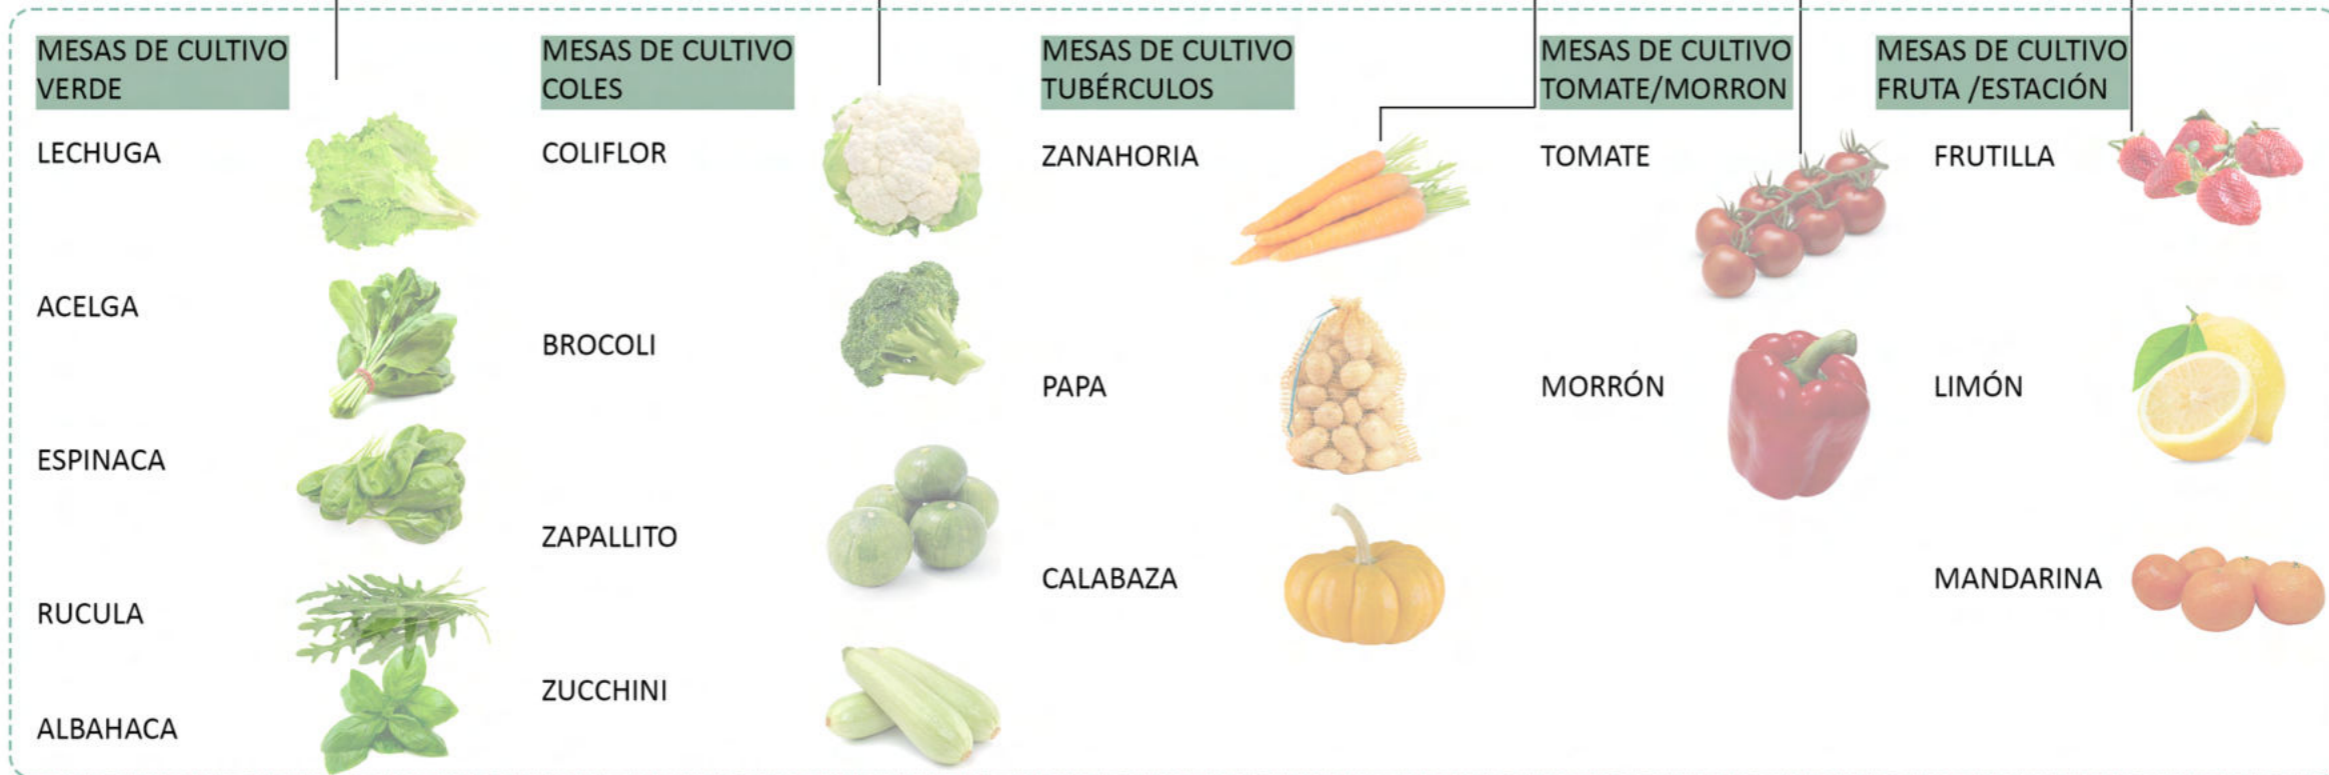 MESAS DE CULTIVO
VERDE
LECHUGA
ACELGA
ESPINACA
RUCULA
ALBAHACA
MESAS DE CULTIVO
COLES
COLIFLOR
BROCOLI
ZAPALLITO
ZUCCHINI
MESAS DE CULTIVO
TUBÉRCULOS
ZANAHORIA
PAPA
CALABAZA
MESAS DE CULTIVO
TOMATE/MORRON
TOMATE
MORRÓN
MESAS DE CULTIVO
FRUTA /ESTACIÓN
FRUTILLA
LIMÓN
MANDARINA